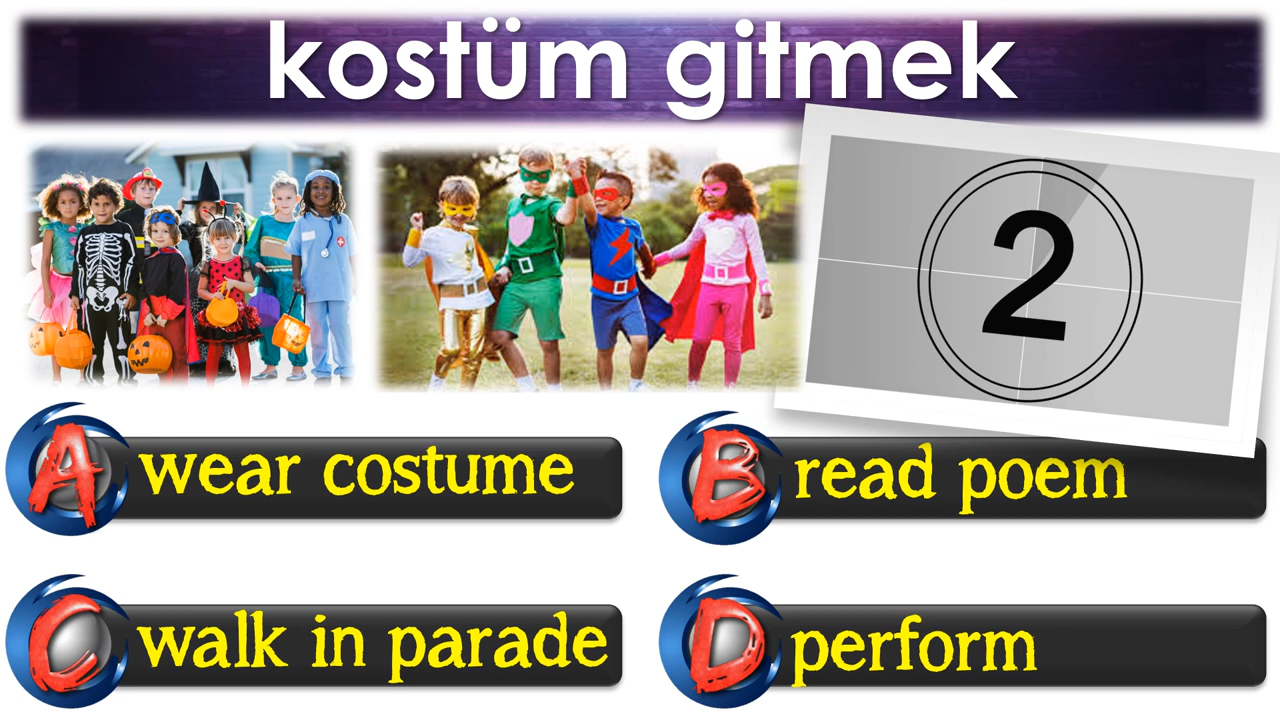 kostüm gitmek
2
A wear costume
B read poem
C walk in parade
D perform